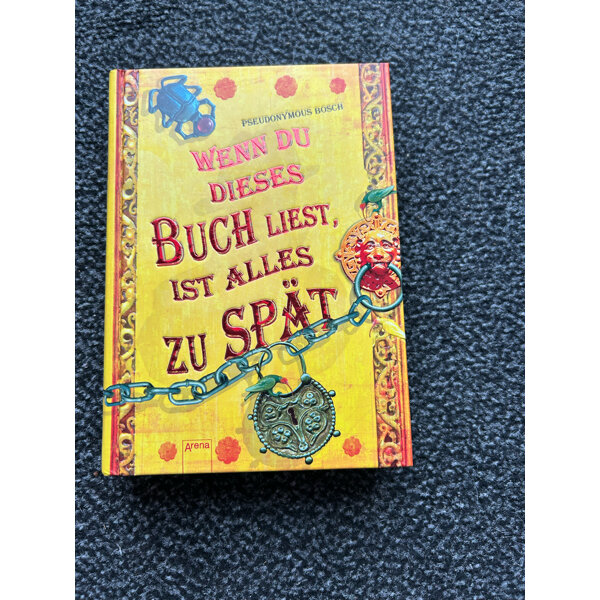 PSEUDONYMOUS BOSCH
WENN DU
DIESES
BUCH LIEST,
IST ALLES
ZU SPÄT
Arena